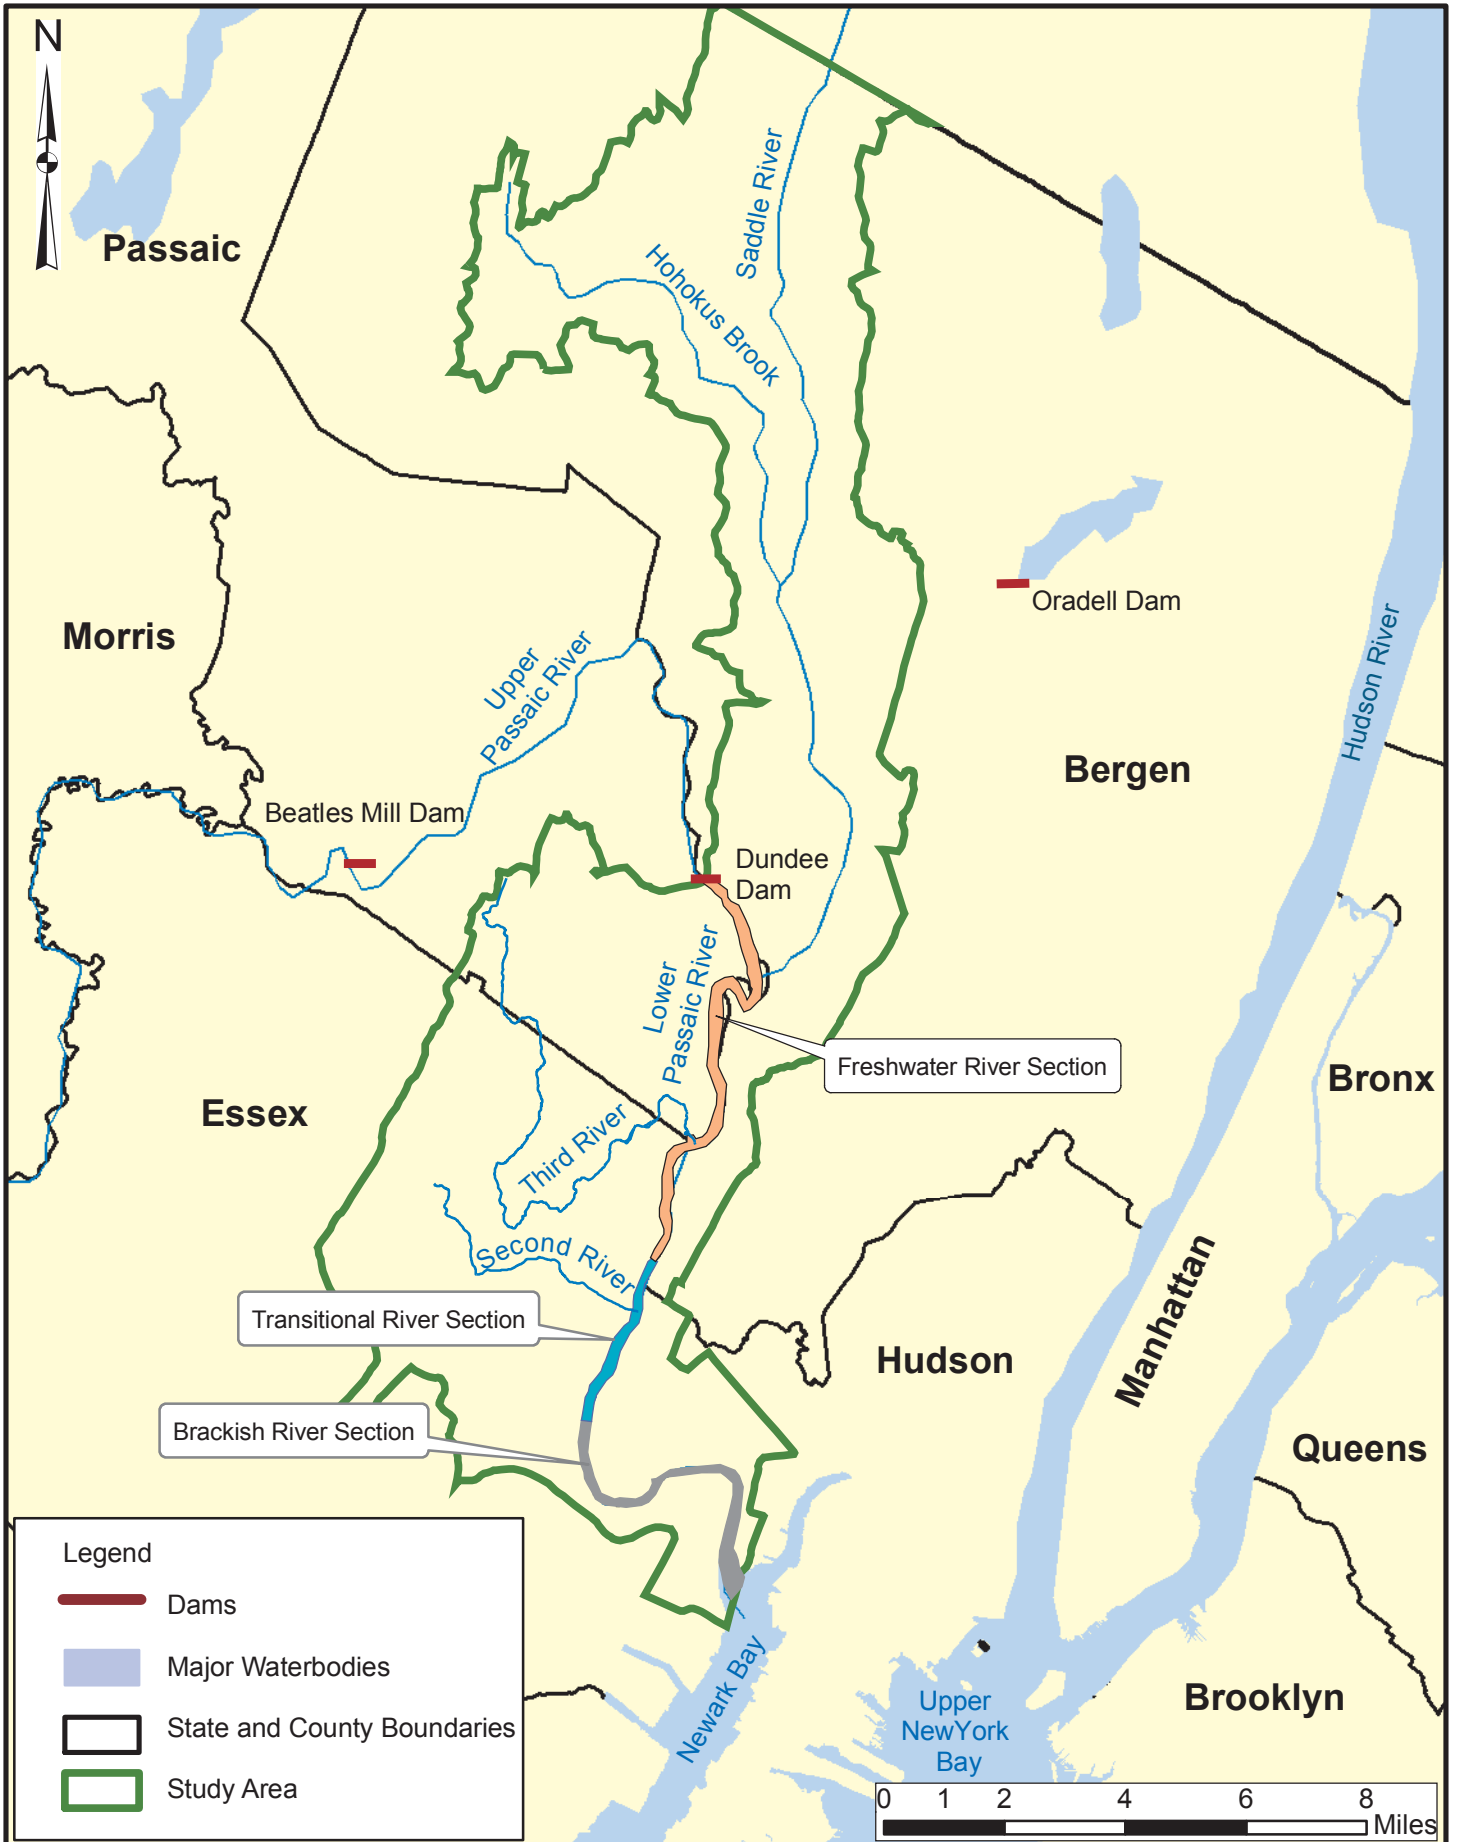 N
Passaic
Saddle River
Hohokus Brook
Oradell Dam
Morris
Upper
Passaic River
Hudson River
Bergen
Beatles Mill Dam
Dundee
Dam
Lower
Passaic River
Freshwater River Section
Bronx
Essex
Third River
Second River
Transitional River Section
Manhattan
Hudson
Brackish River Section
Queens
Legend
Dams
Major Waterbodies
State and County Boundaries
Study Area
Newark Bay
Upper
NewYork
Bay
Brooklyn
0 1 2 4 6 8
Miles